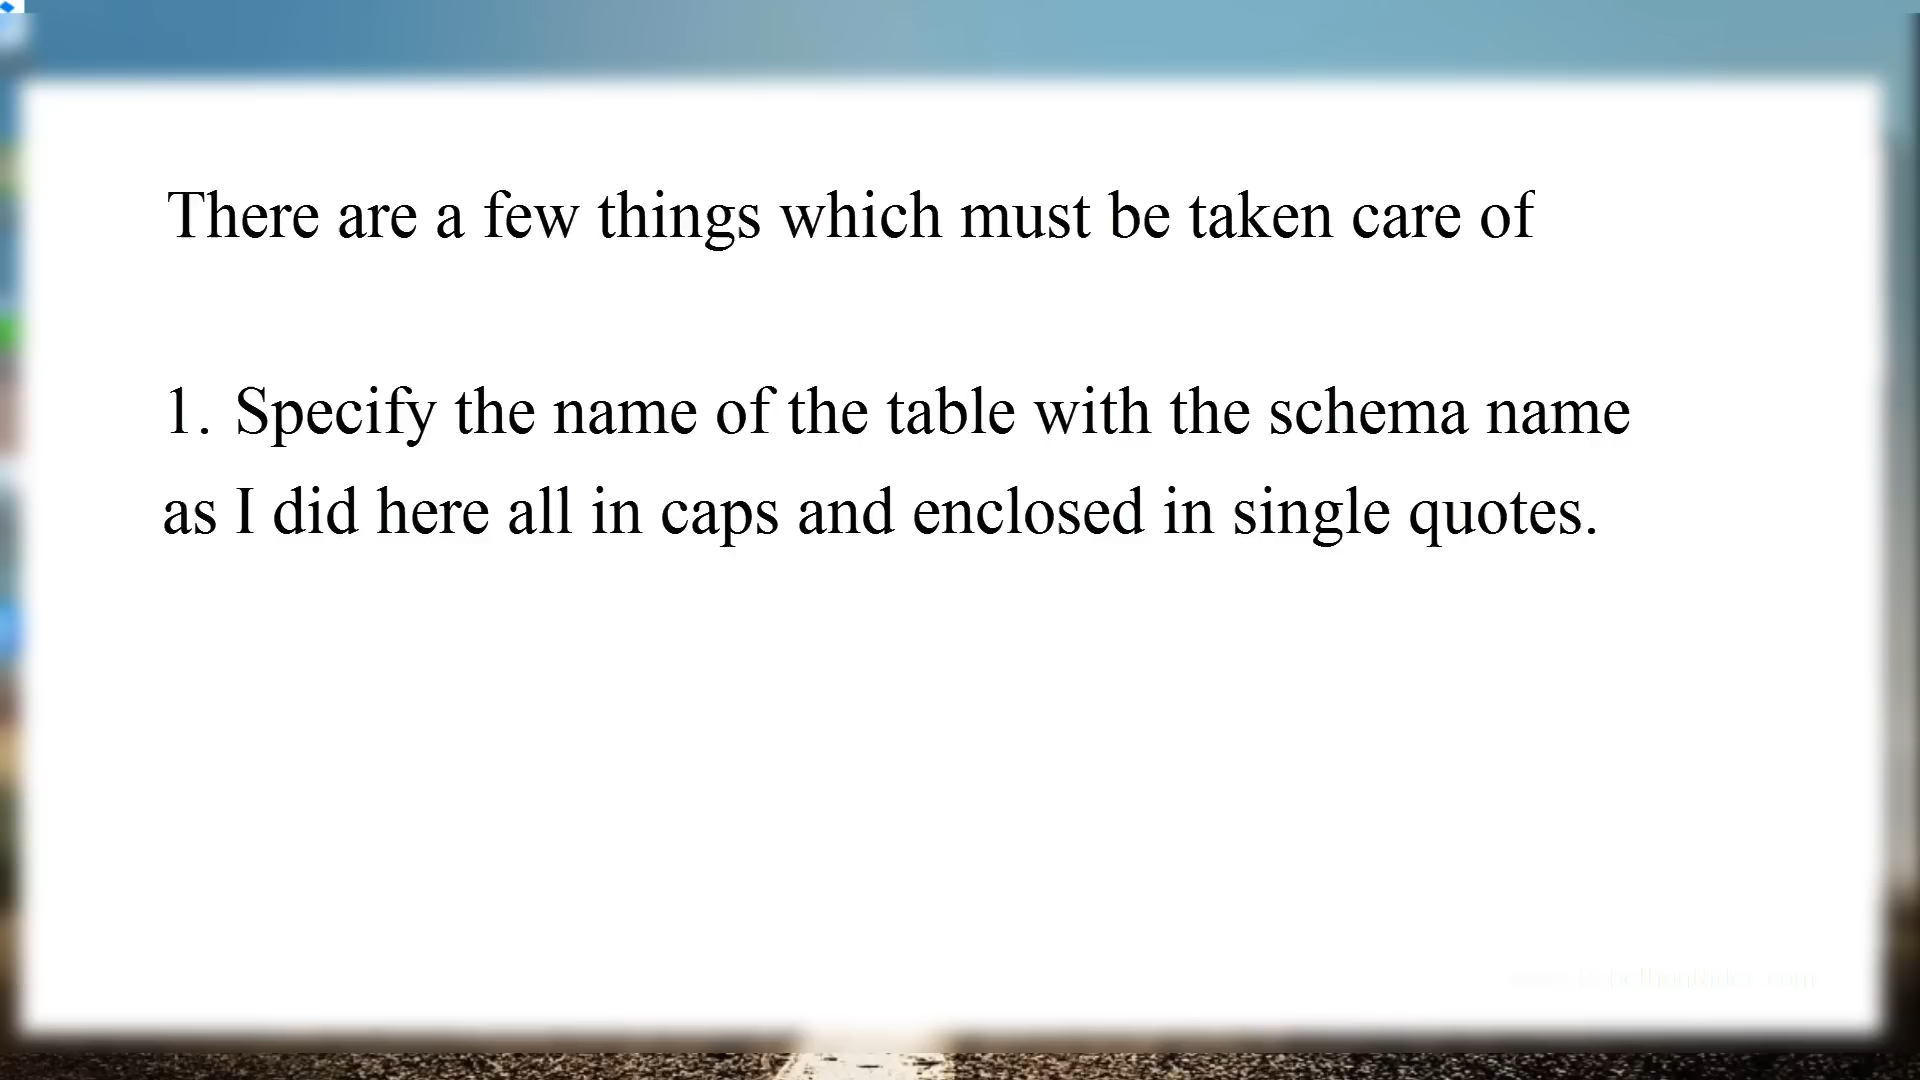 There are a few things which must be taken care of
1. Specify the name of the table with the schema name
as I did here all in caps and enclosed in single quotes.